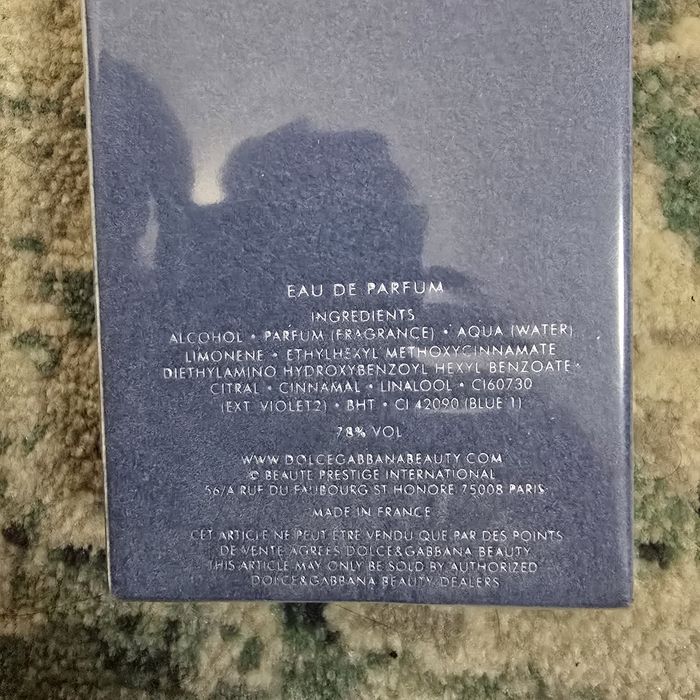 EAU DE PARFUM
INGREDIENTS
ALCOHOL • PARFUM (FRAGRANCE) • AQUA (WATER)
LIMONENE • ETHYLHEXYL METHOXYCINNAMATE
DIETHYLAMINO HYDROXYBENZOYL HEXYL BENZOATE •
CITRAL • CINNAMAL • LINALOOL • CI60730
(EXT. VIOLET2) • BHT • CI 42090 (BLUE 1)
78% VOL
WWW.DOLCEGABBANABEAUTY.COM
© BEAUTE PRESTIGE INTERNATIONAL
56/A RUE DU FAUBOURG ST HONORE 75008 PARIS
MADE IN FRANCE
CET ARTICLE NE PEUT ÊTRE VENDU QUE PAR DES POINTS
DE VENTE AGREES DOLCE&GABBANA BEAUTY
THIS ARTICLE MAY ONLY BE SOLD BY AUTHORIZED
DOLCE&GABBANA BEAUTY DEALERS